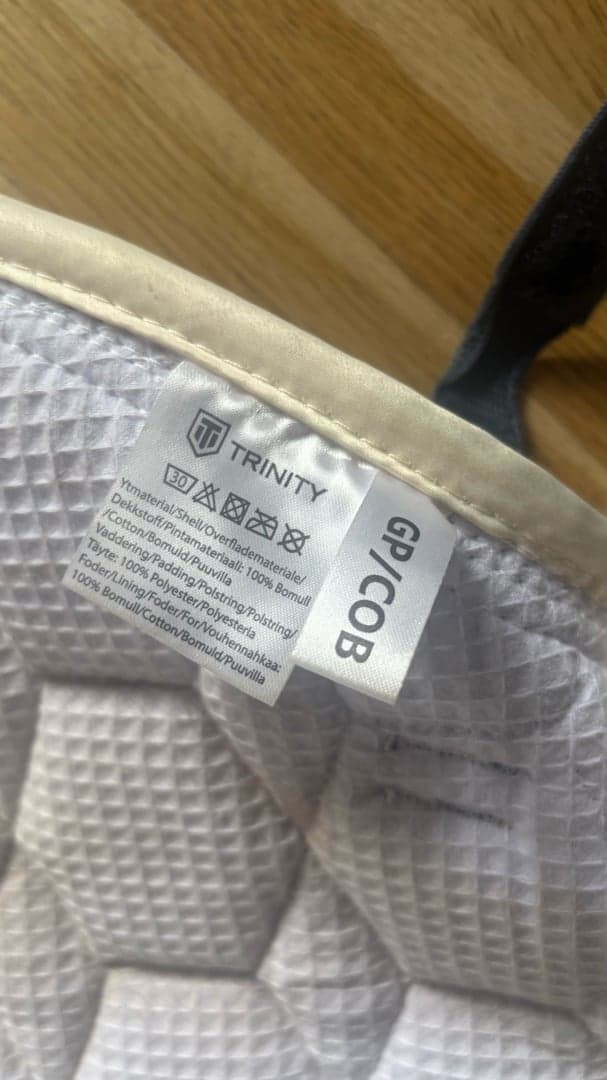 TRINITY
30
Ytmaterial/Shell/Overflademateriale/
Dekkstoff/Pintamateriaali: 100% Bomull
/Cotton/Bomuld/Puuvilla
Vaddering/Padding/Polstring/Polstring/
Täyte: 100% Polyester/Polyesteria
Foder/Lining/Foder/For/Vouhennahkaa:
100% Bomull/Cotton/Bomuld/Puuvilla
GP/COB